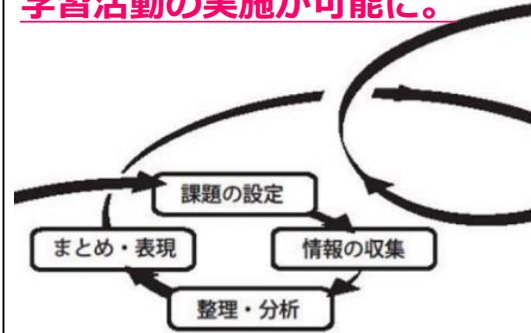 学習活動の実施が可能に。
課題の設定
まとめ・表現
情報の収集
整理・分析